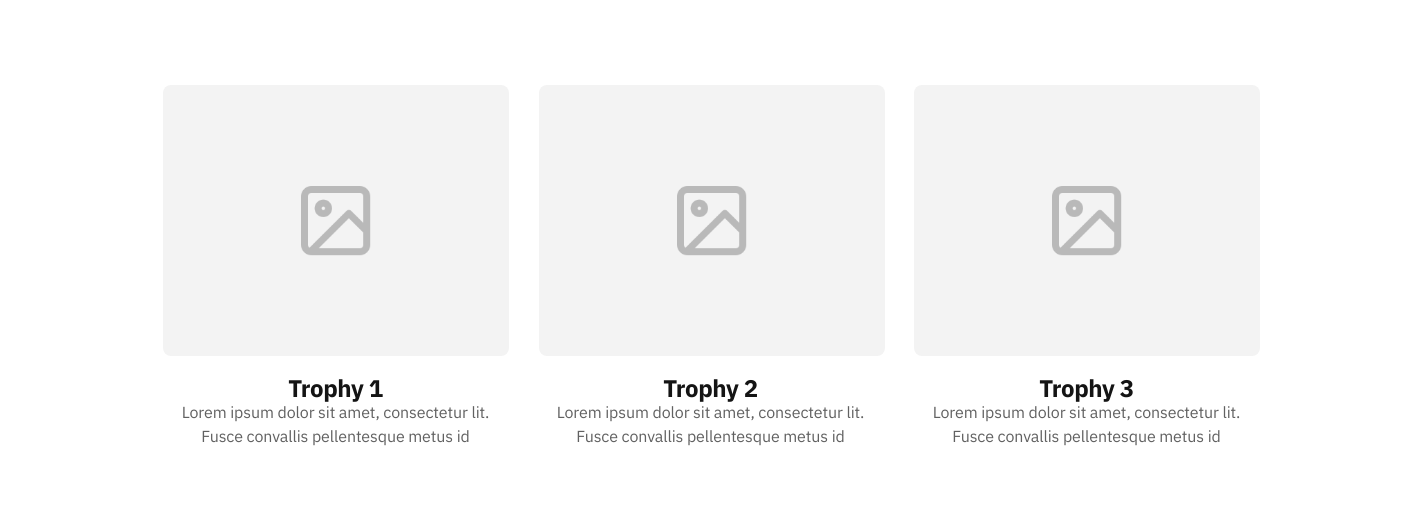 Trophy 1
Lorem ipsum dolor sit amet, consectetur lit.
Fusce convallis pellentesque metus id
Trophy 2
Lorem ipsum dolor sit amet, consectetur lit.
Fusce convallis pellentesque metus id
Trophy 3
Lorem ipsum dolor sit amet, consectetur lit.
Fusce convallis pellentesque metus id